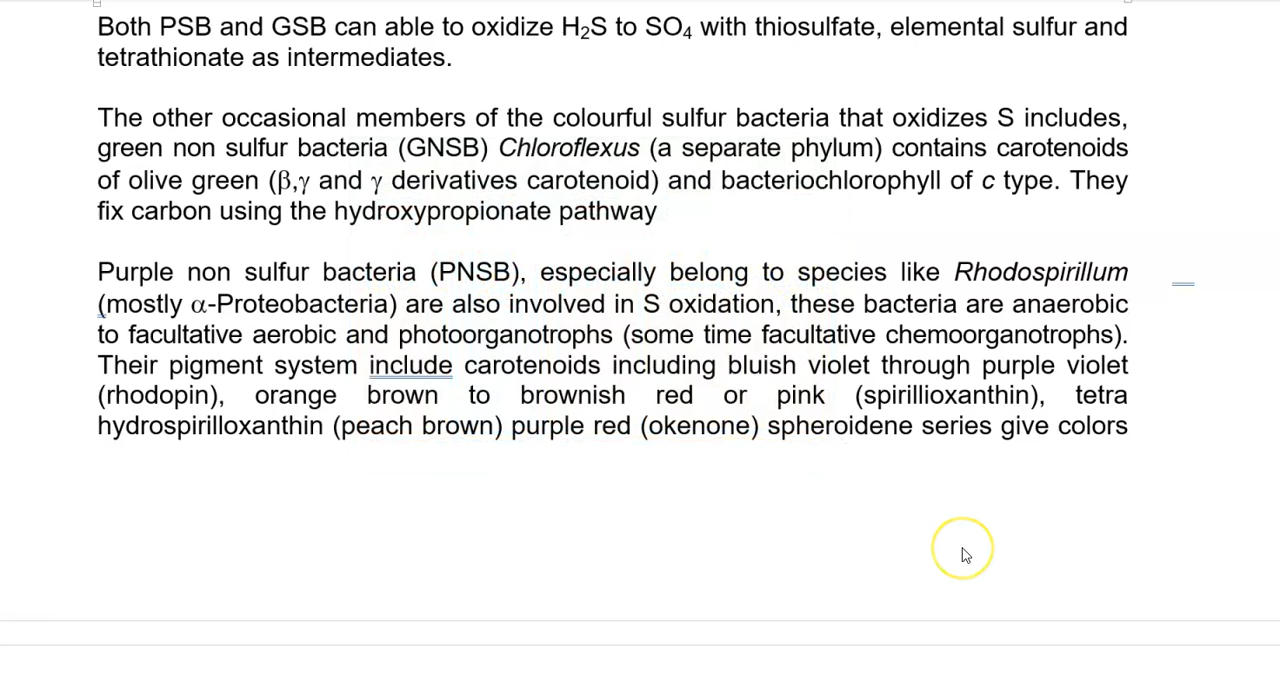 Both PSB and GSB can able to oxidize H₂S to SO₄ with thiosulfate, elemental sulfur and
tetrathionate as intermediates.
The other occasional members of the colourful sulfur bacteria that oxidizes S includes,
green non sulfur bacteria (GNSB) Chloroflexus (a separate phylum) contains carotenoids
of olive green (β,γ and γ derivatives carotenoid) and bacteriochlorophyll of c type. They
fix carbon using the hydroxypropionate pathway
Purple non sulfur bacteria (PNSB), especially belong to species like Rhodospirillum
(mostly α-Proteobacteria) are also involved in S oxidation, these bacteria are anaerobic
to facultative aerobic and photoorganotrophs (some time facultative chemoorganotrophs).
Their pigment system include carotenoids including bluish violet through purple violet
(rhodopin), orange brown to brownish red or pink (spirillioxanthin), tetra
hydrospirilloxanthin (peach brown) purple red (okenone) spheroidene series give colors